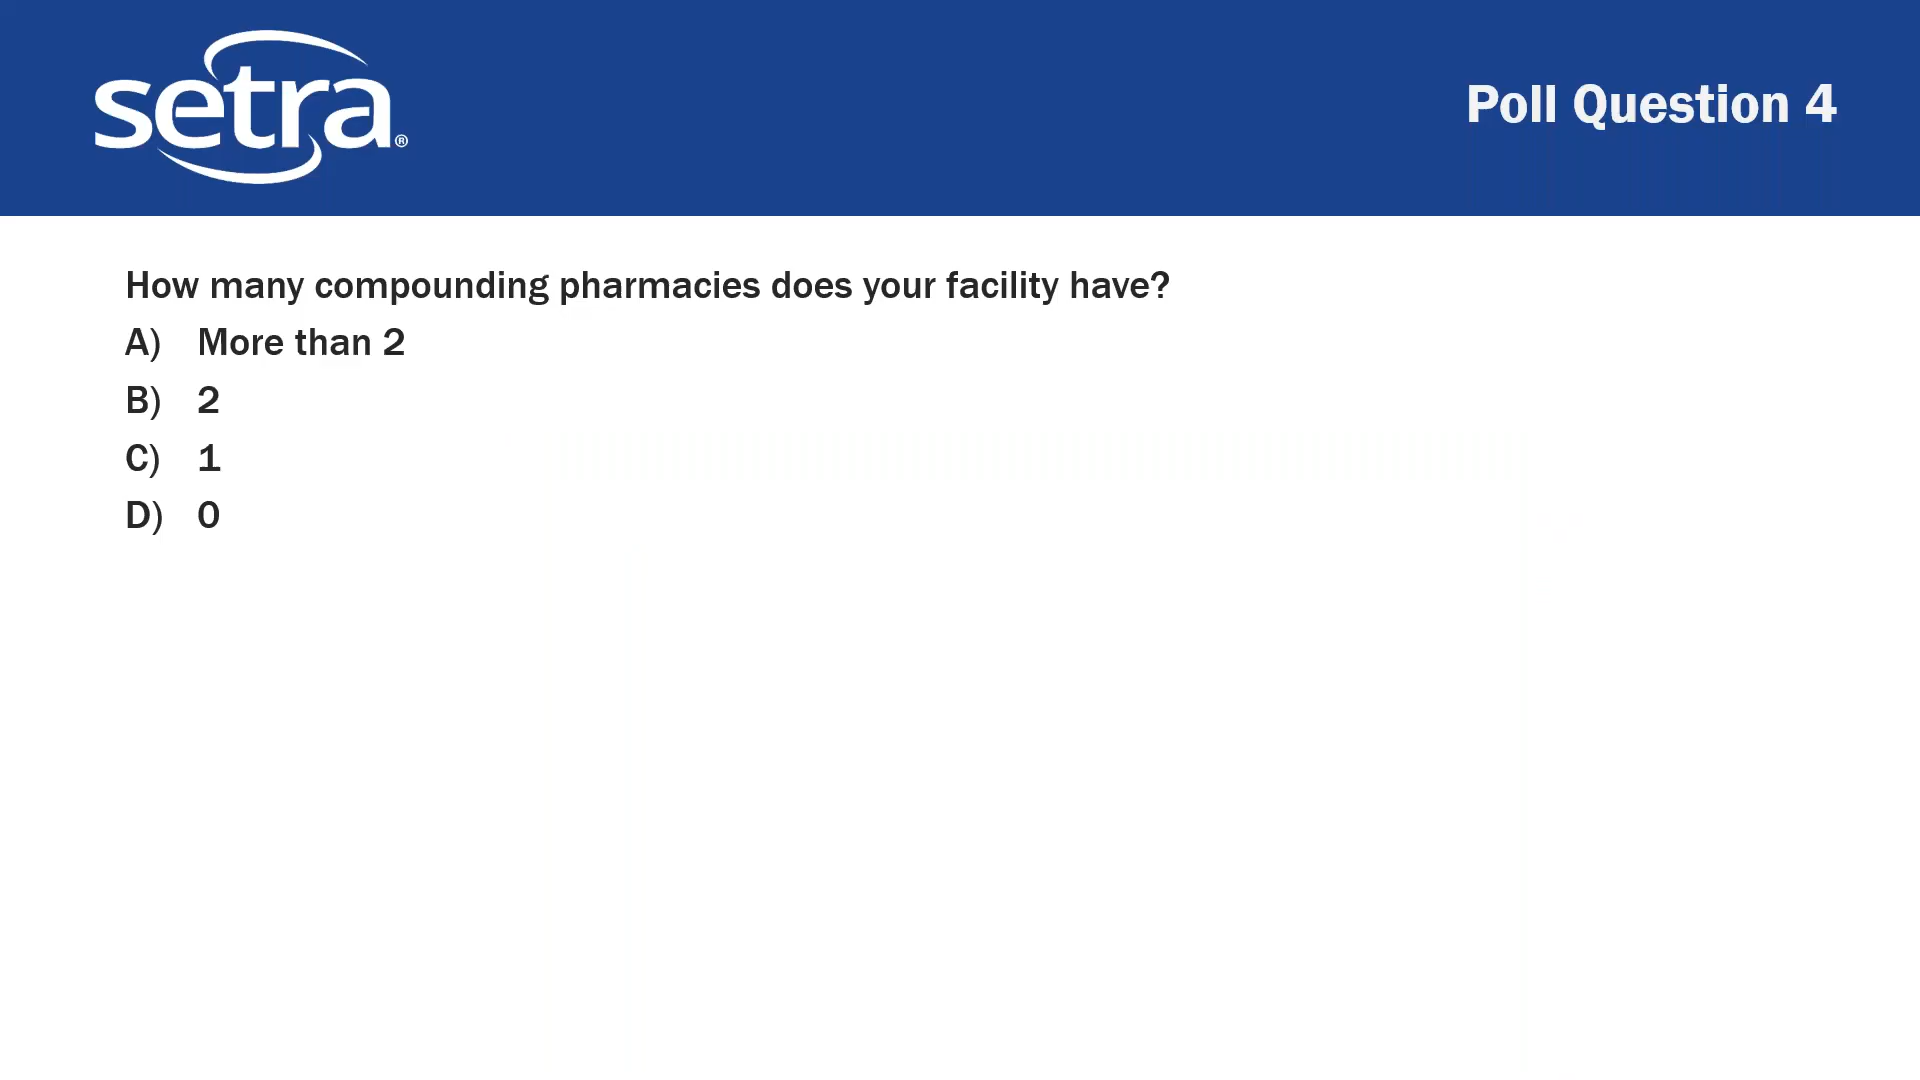 setra®
Poll Question 4
How many compounding pharmacies does your facility have?
A) More than 2
B) 2
C) 1
D) 0